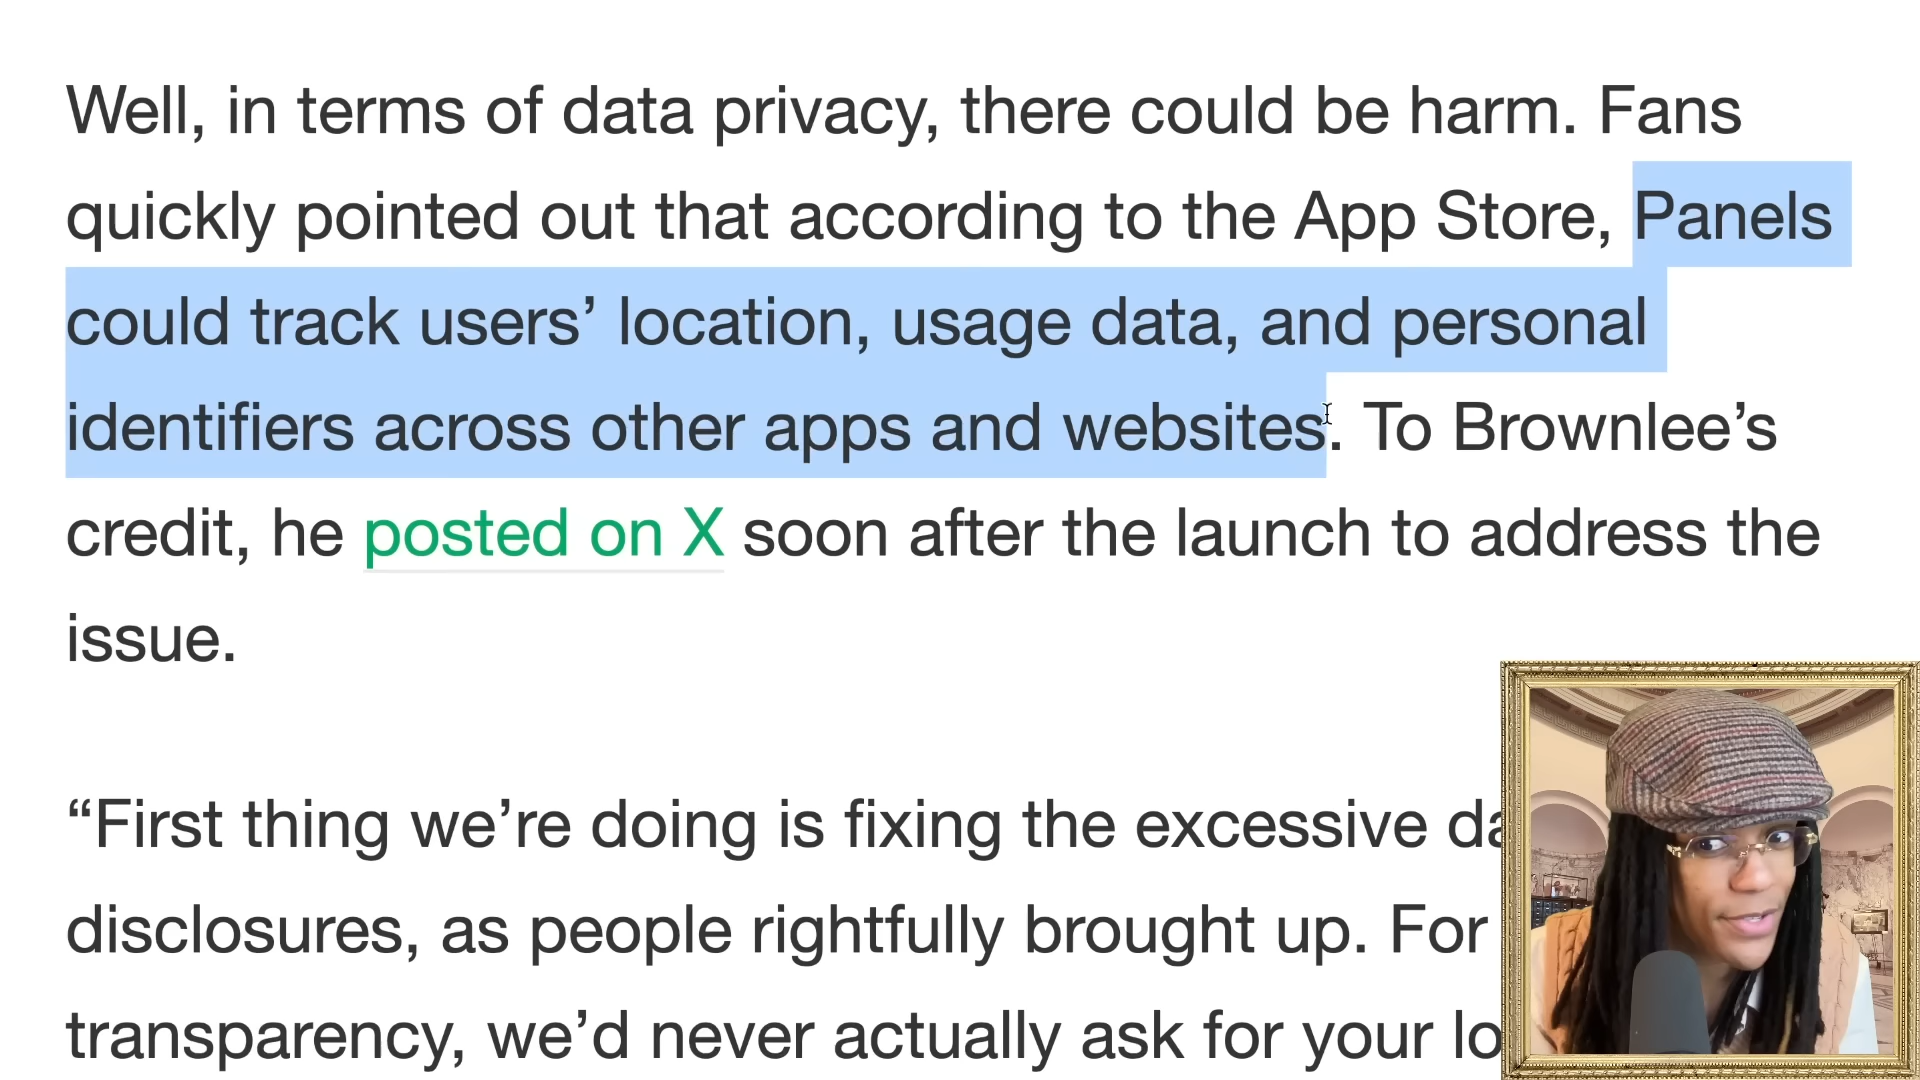 Well, in terms of data privacy, there could be harm. Fans
quickly pointed out that according to the App Store, Panels
could track users’ location, usage data, and personal
identifiers across other apps and websites. To Brownlee’s
credit, he posted on X soon after the launch to address the
issue.
“First thing we’re doing is fixing the excessive
disclosures, as people rightfully brought up. For
transparency, we’d never actually ask for your